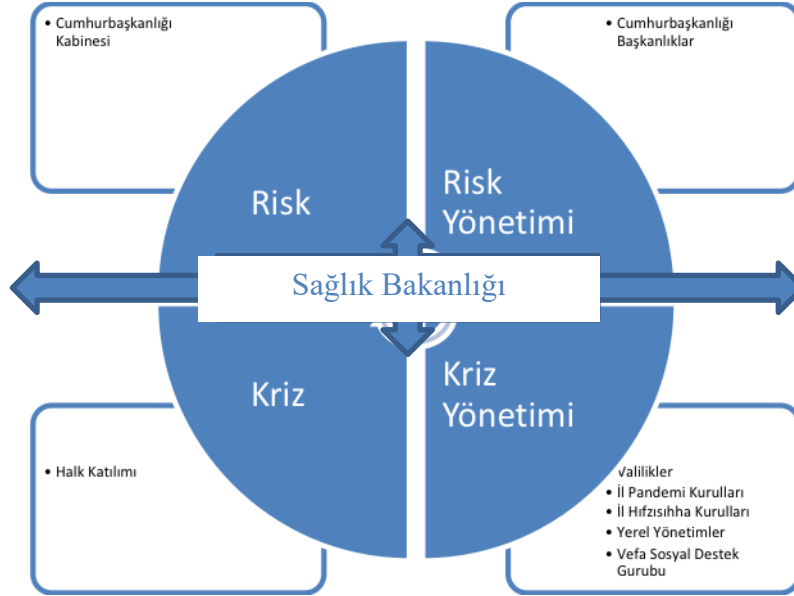 • Cumhurbaşkanlığı
Kabinesi
• Cumhurbaşkanlığı
Başkanlıklar
Risk
Risk
Yönetimi
Sağlık Bakanlığı
Kriz
Kriz
Yönetimi
• Halk Katılımı
Valilikler
• İl Pandemi Kurulları
• İl Hıfzısıhha Kurulları
• Yerel Yönetimler
• Vefa Sosyal Destek
Gurubu